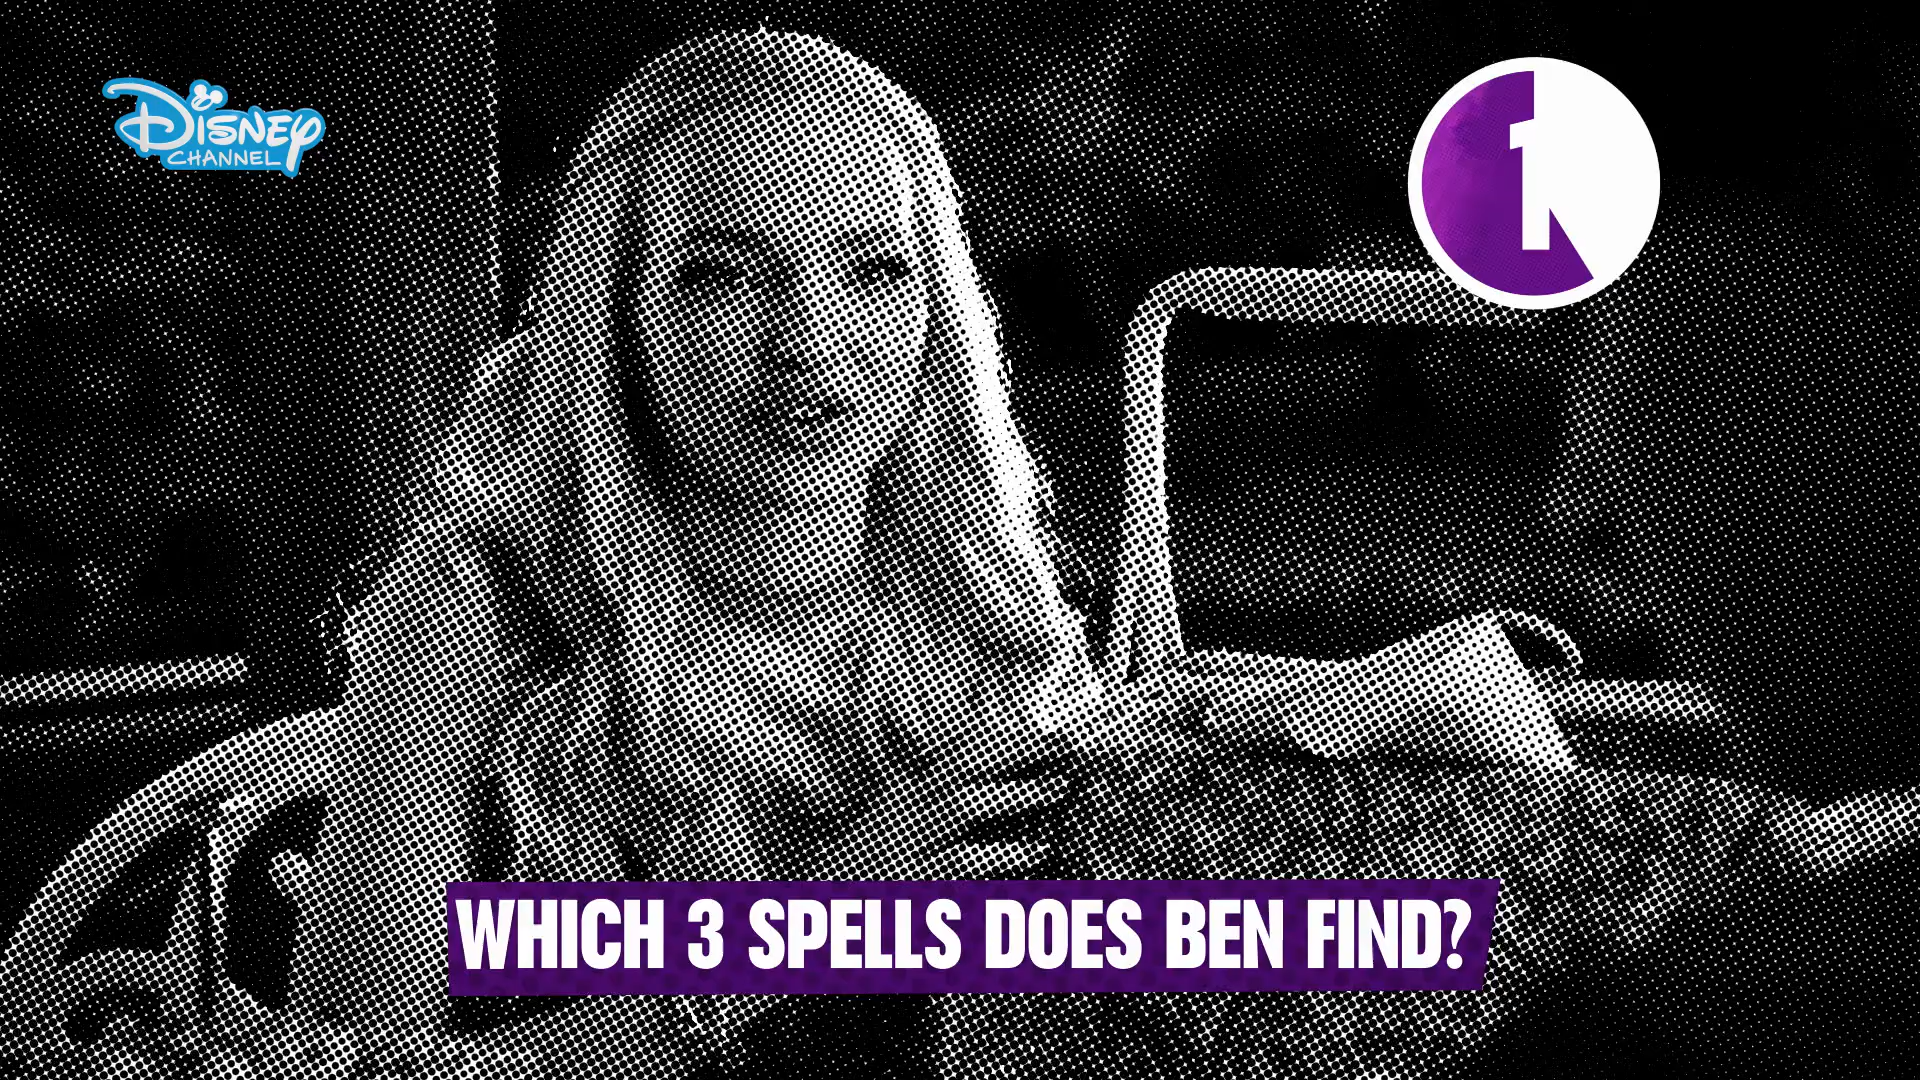 DISNEY
CHANNEL
1
WHICH 3 SPELLS DOES BEN FIND?